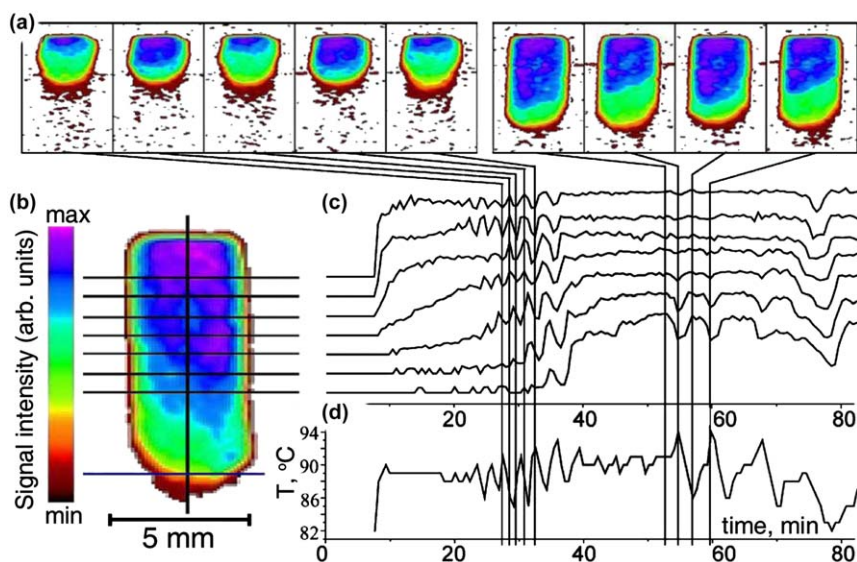 (a)
(b)
max
Signal intensity (arb. units)
min
5 mm
(c)
20
40
60
80
(d)
T, °C
94
90
86
82
time, min
0
20
40
60
80